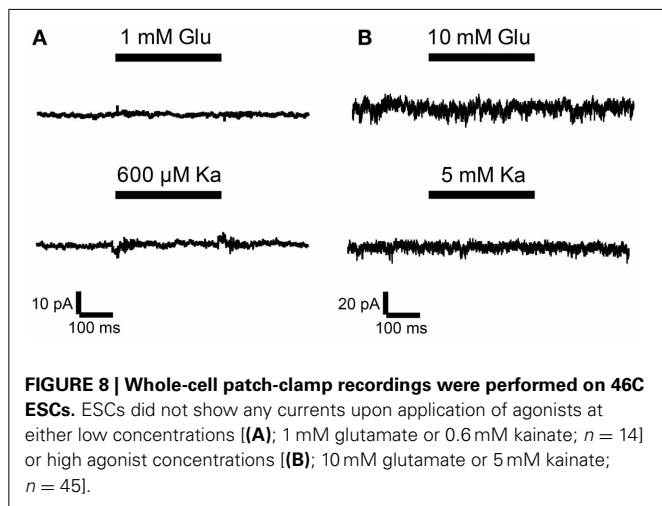 A
B
1 mM Glu
10 mM Glu
600 µM Ka
5 mM Ka
10 pA
100 ms
20 pA
100 ms
FIGURE 8 | Whole-cell patch-clamp recordings were performed on 46C
ESCs. ESCs did not show any currents upon application of agonists at
either low concentrations [(A); 1 mM glutamate or 0.6 mM kainate; n = 14]
or high agonist concentrations [(B); 10 mM glutamate or 5 mM kainate;
n = 45].